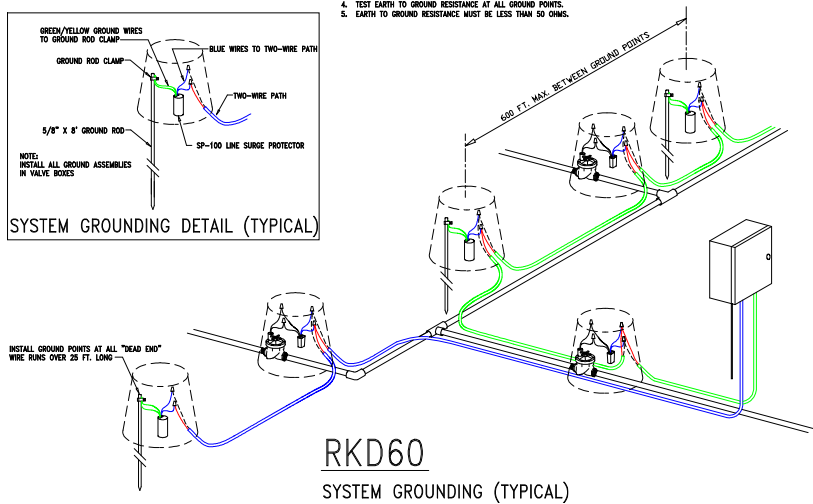 4. TEST EARTH TO GROUND RESISTANCE AT ALL GROUND POINTS.
5. EARTH TO GROUND RESISTANCE MUST BE LESS THAN 50 OHMS.
GREEN/YELLOW GROUND WIRES
TO GROUND ROD CLAMP
BLUE WIRES TO TWO-WIRE PATH
GROUND ROD CLAMP
TWO-WIRE PATH
5/8" X 8' GROUND ROD
SP-100 LINE SURGE PROTECTOR
NOTE:
INSTALL ALL GROUND ASSEMBLIES
IN VALVE BOXES
SYSTEM GROUNDING DETAIL (TYPICAL)
600 FT. MAX. BETWEEN GROUND POINTS
INSTALL GROUND POINTS AT ALL "DEAD END"
WIRE RUNS OVER 25 FT. LONG
RKD60
SYSTEM GROUNDING (TYPICAL)